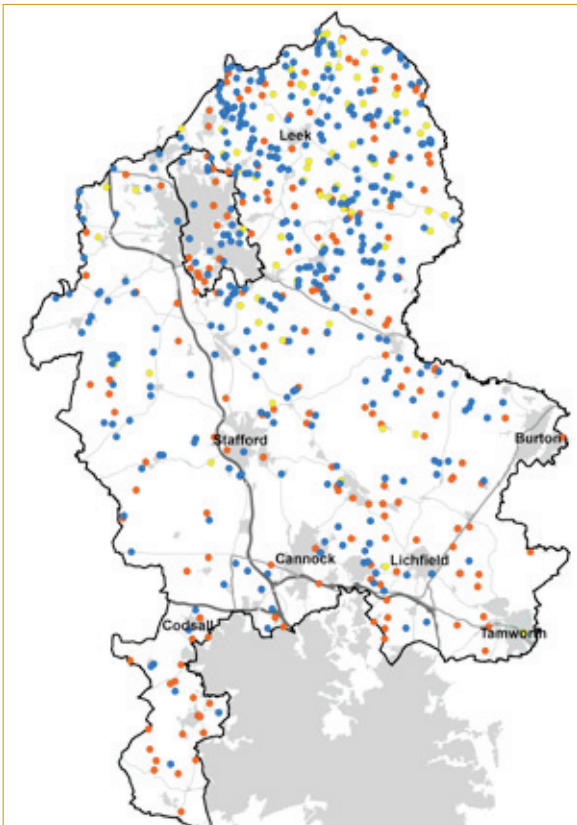 Leek
Stafford
Burton
Cannock
Lichfield
Codsall
Tamworth